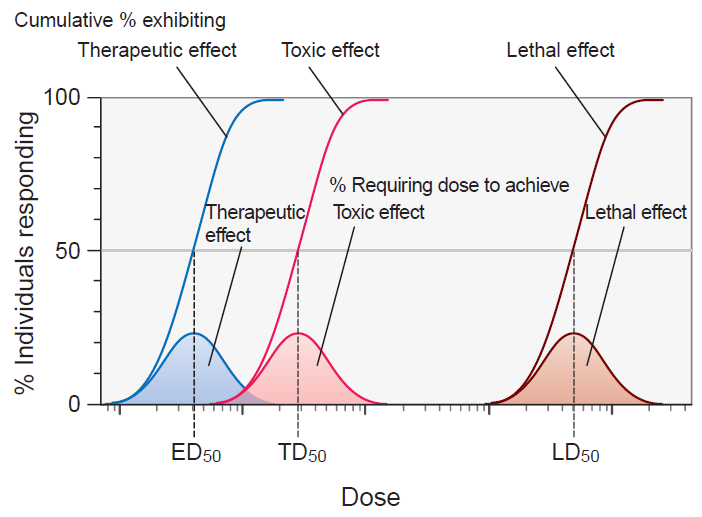 Cumulative % exhibiting
Therapeutic effect
Toxic effect
Lethal effect
100
% Requiring dose to achieve
Therapeutic
effect
Toxic effect
Lethal effect
50
0
% Individuals responding
ED50
TD50
LD50
Dose